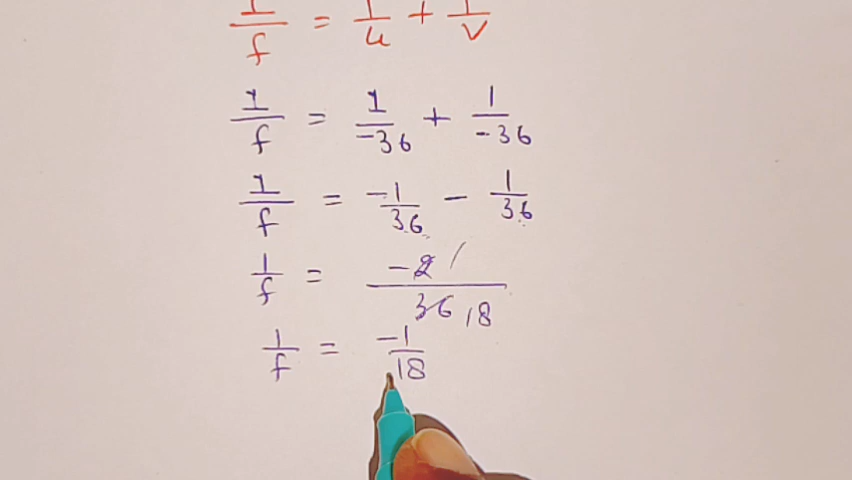 1/f = 1/u + 1/v
1/f = 1/-36 + 1/-36
1/f = -1/36 - 1/36
1/f = -2 1/36 18
1/f = -1/18